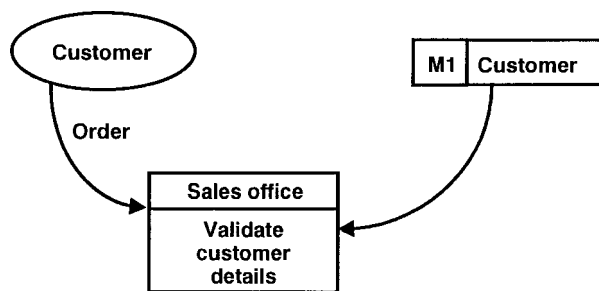 Customer
M1 Customer
Order
Sales office
Validate
customer
details